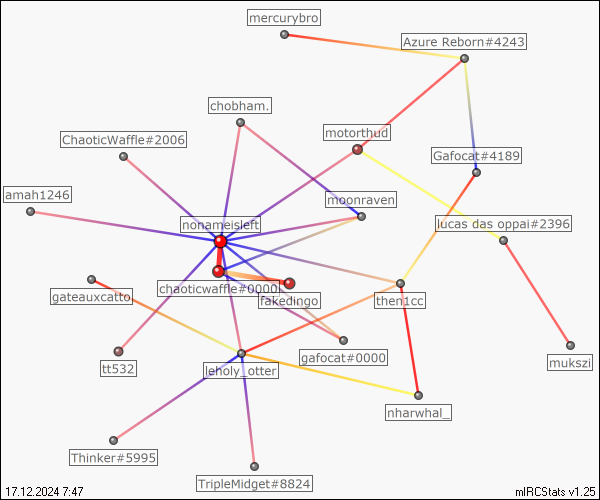 mercurybro
Azure Reborn#4243
chobham.
motorthud
ChaoticWaffle#2006
Gafocat#4189
amah1246
moonraven
nonameisleft
lucas das oppai#2396
chaoticwaffle#0000
gateauxcatto
fakedingo
then1cc
gafocat#0000
tt532
leholy_otter
mukszi
nharwhal_
Thinker#5995
TripleMidget#8824
17.12.2024 7:47
mIRCStats v1.25